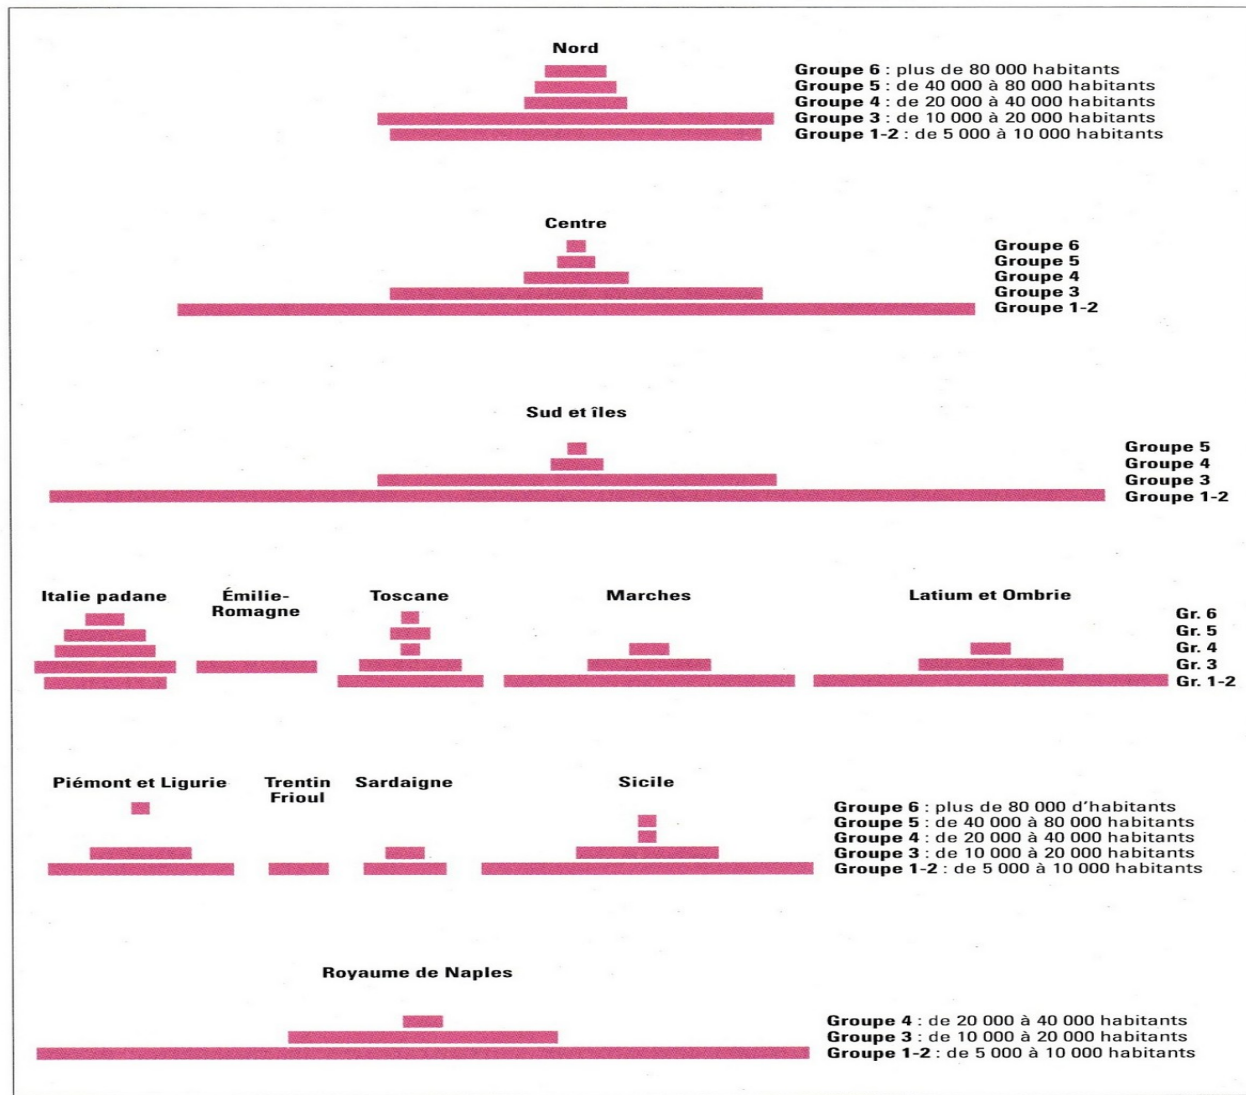 Nord
Groupe 6 : plus de 80 000 habitants
Groupe 5 : de 40 000 à 80 000 habitants
Groupe 4 : de 20 000 à 40 000 habitants
Groupe 3 : de 10 000 à 20 000 habitants
Groupe 1-2 : de 5 000 à 10 000 habitants
Centre
Groupe 6
Groupe 5
Groupe 4
Groupe 3
Groupe 1-2
Sud et îles
Groupe 5
Groupe 4
Groupe 3
Groupe 1-2
Italie padane
Émilie-
Romagne
Toscane
Marches
Latium et Ombrie
Gr. 6
Gr. 5
Gr. 4
Gr. 3
Gr. 1-2
Piémont et Ligurie
Trentin
Frioul
Sardaigne
Sicile
Groupe 6 : plus de 80 000 d'habitants
Groupe 5 : de 40 000 à 80 000 habitants
Groupe 4 : de 20 000 à 40 000 habitants
Groupe 3 : de 10 000 à 20 000 habitants
Groupe 1-2 : de 5 000 à 10 000 habitants
Royaume de Naples
Groupe 4 : de 20 000 à 40 000 habitants
Groupe 3 : de 10 000 à 20 000 habitants
Groupe 1-2 : de 5 000 à 10 000 habitants